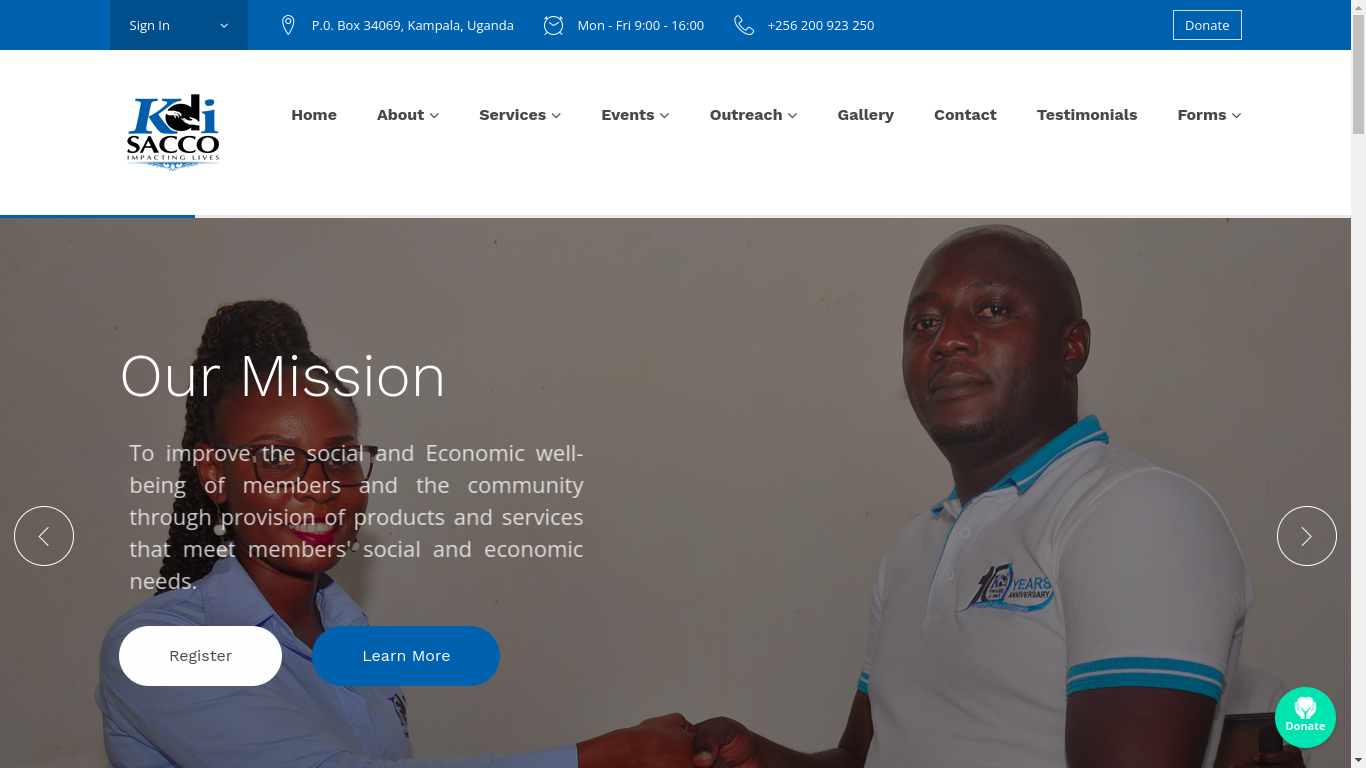 Sign In
P.0. Box 34069, Kampala, Uganda
Mon - Fri 9:00 - 16:00
+256 200 923 250
Donate
Kdi
SACCO
IMPACTING LIVES
Home
About
Services
Events
Outreach
Gallery
Contact
Testimonials
Forms
Our Mission
To improve the social and Economic well-
being of members and the community
through provision of products and services
that meet members' social and economic
needs.
10 YEARS
ANNIVERSARY
Register
Learn More
Donate